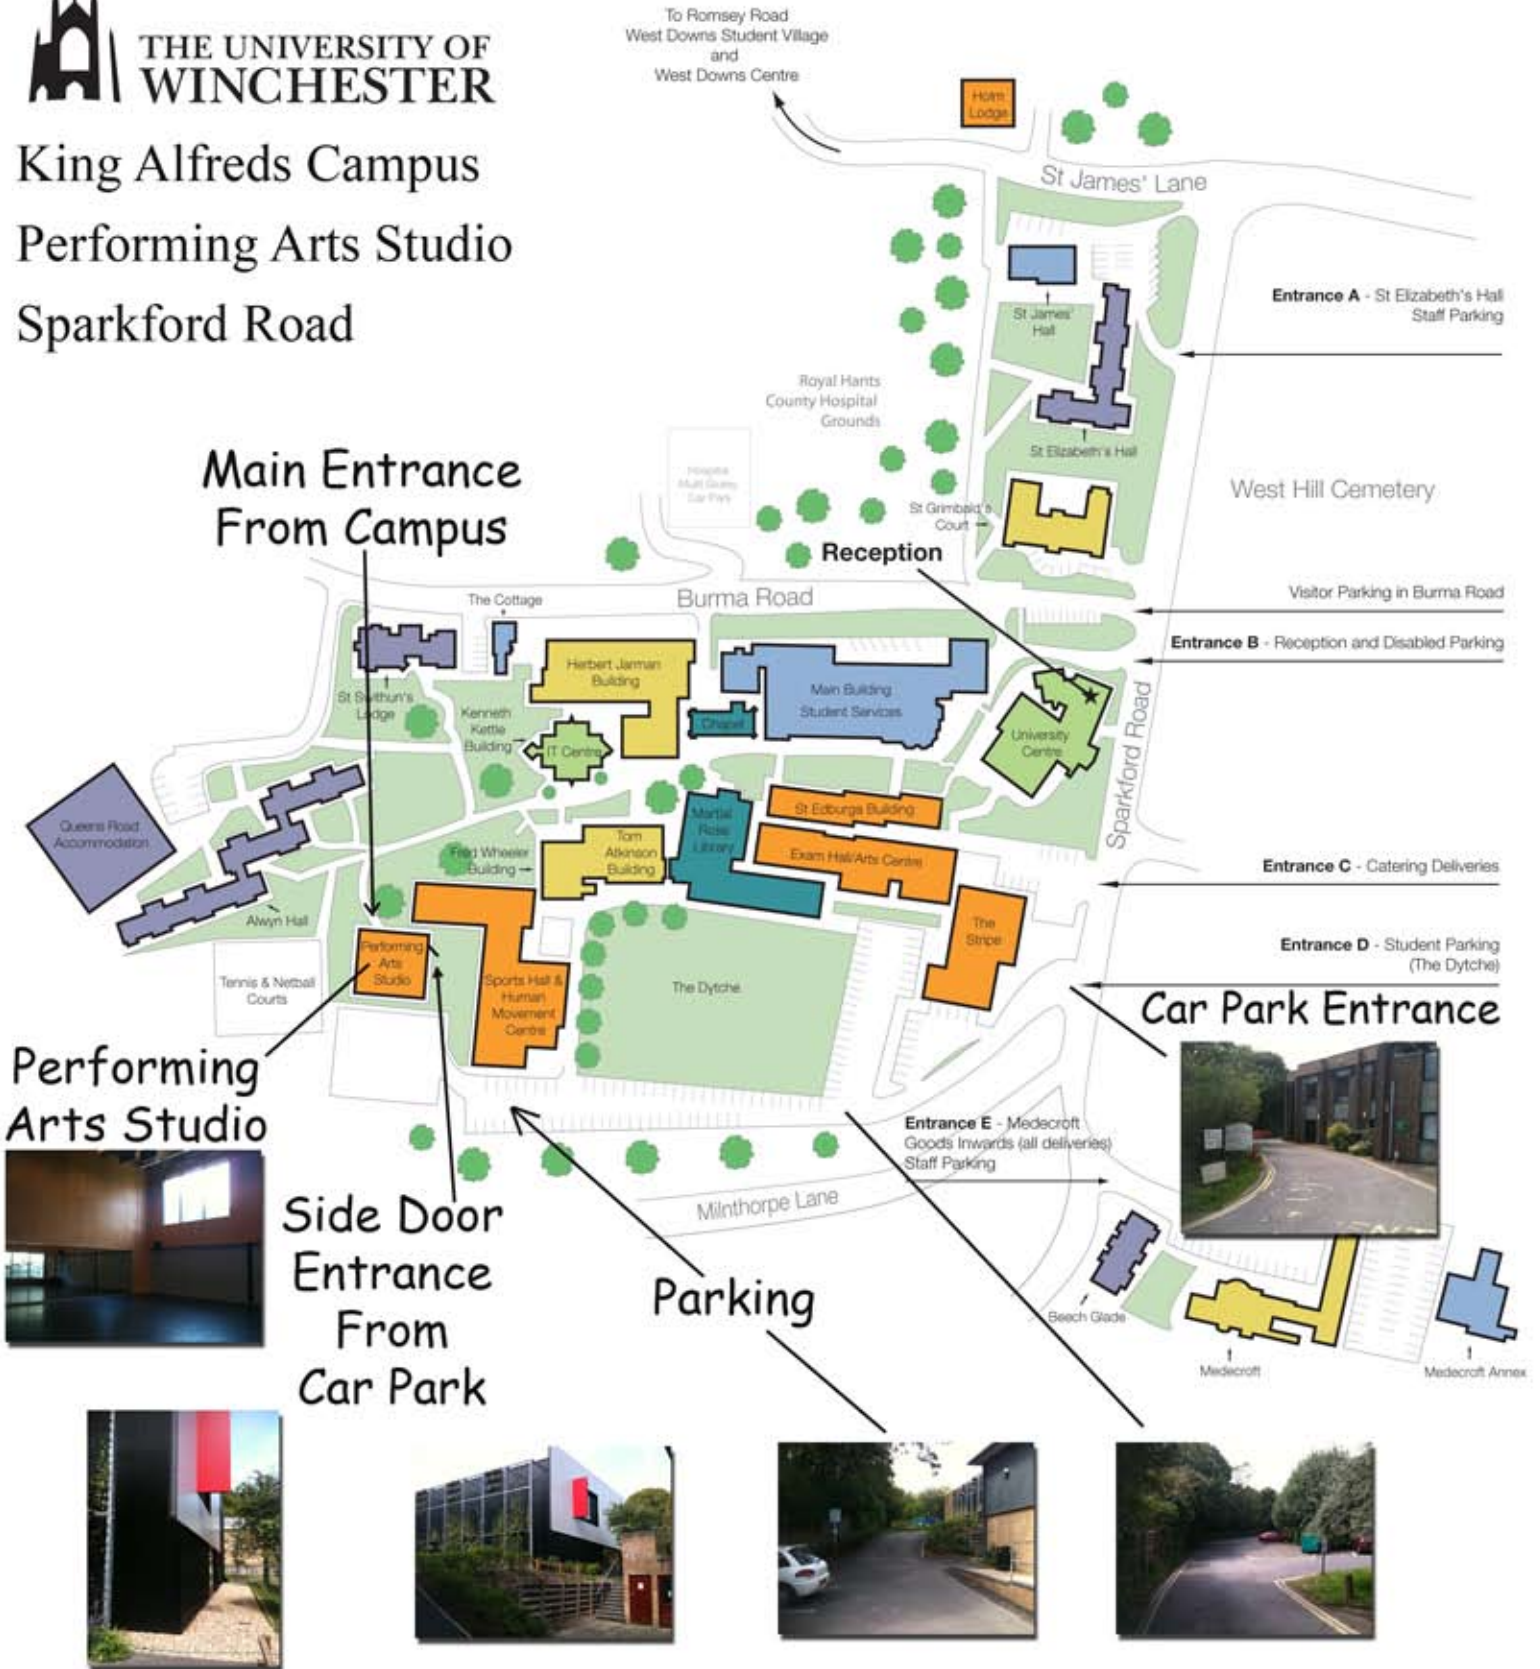 THE UNIVERSITY OF
WINCHESTER
King Alfreds Campus
Performing Arts Studio
Sparkford Road
To Romsey Road
West Downs Student Village
and
West Downs Centre
Holm
Lodge
St James' Lane
Entrance A - St Elizabeth's Hall
Staff Parking
St James'
Hall
Royal Hants
County Hospital
Grounds
St Elizabeth's Hall
West Hill Cemetery
Main Entrance
From Campus
Hospital
Multi Storey
Car Park
St Grimbald's
Court
Reception
Visitor Parking in Burma Road
The Cottage
Burma Road
Entrance B - Reception and Disabled Parking
Herbert Jarman
Building
Main Building
Student Services
St Swithun's
Lodge
Kenneth
Kettle
Building
IT Centre
Chapel
University
Centre
Sparkford Road
Queens Road
Accommodation
Martial
Rose
Library
St Edburga Building
Tom
Atkinson
Building
Fred Wheeler
Building
Exam Hall/Arts Centre
Entrance C - Catering Deliveries
Alwyn Hall
The
Stripe
Entrance D - Student Parking
(The Dytche)
Performing
Arts
Studio
Tennis & Netball
Courts
Sports Hall &
Human
Movement
Centre
The Dytche
Car Park Entrance
Performing
Arts Studio
Entrance E - Medecroft
Goods Inwards (all deliveries)
Staff Parking
Milnthorpe Lane
Side Door
Entrance
From
Car Park
Parking
Beech Glade
Medecroft
Medecroft Annex